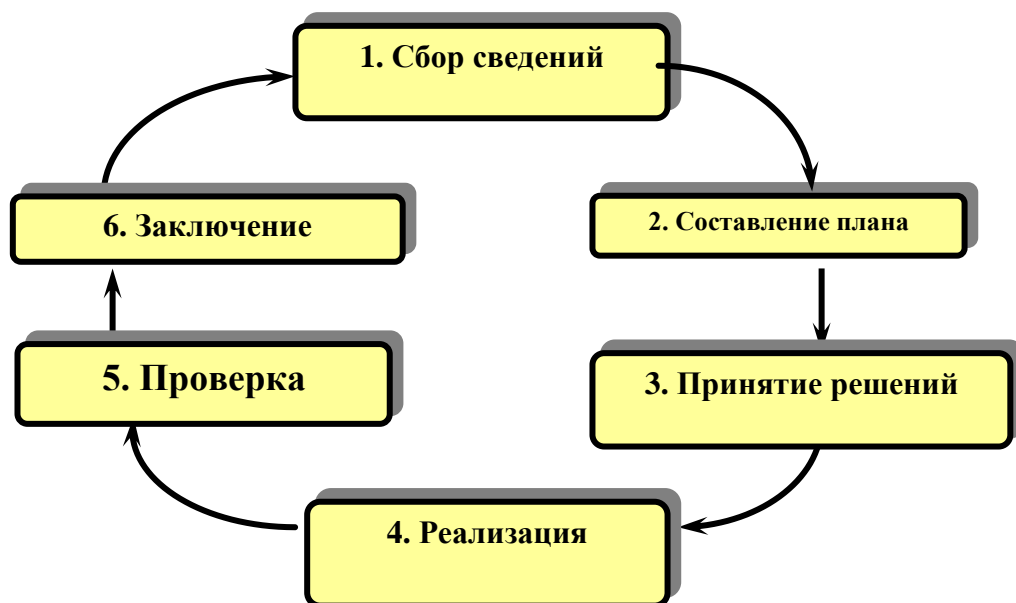 1. Сбор сведений
2. Составление плана
3. Принятие решений
4. Реализация
5. Проверка
6. Заключение